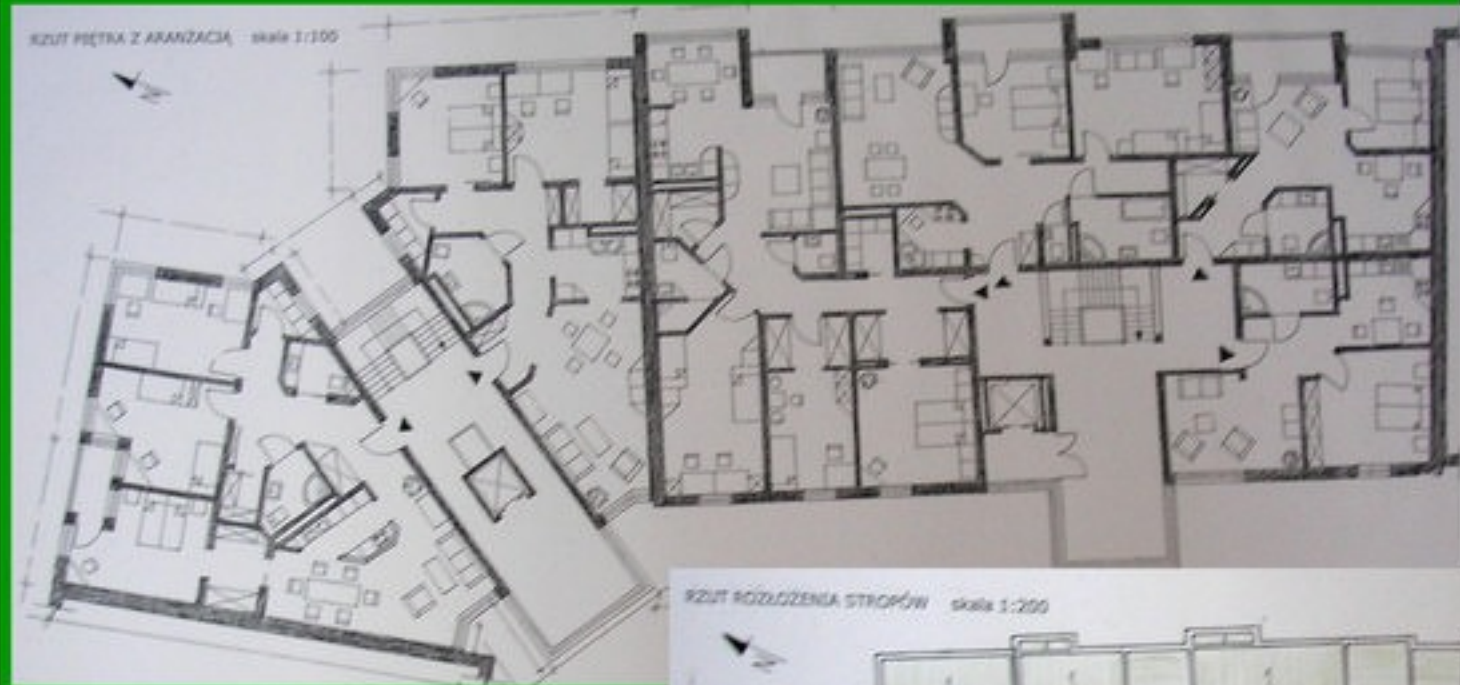 RZUT PIĘTRA Z ARANŻACJĄ skala 1:100
N
RZUT ROZŁOŻENIA STROPÓW skala 1:200
N